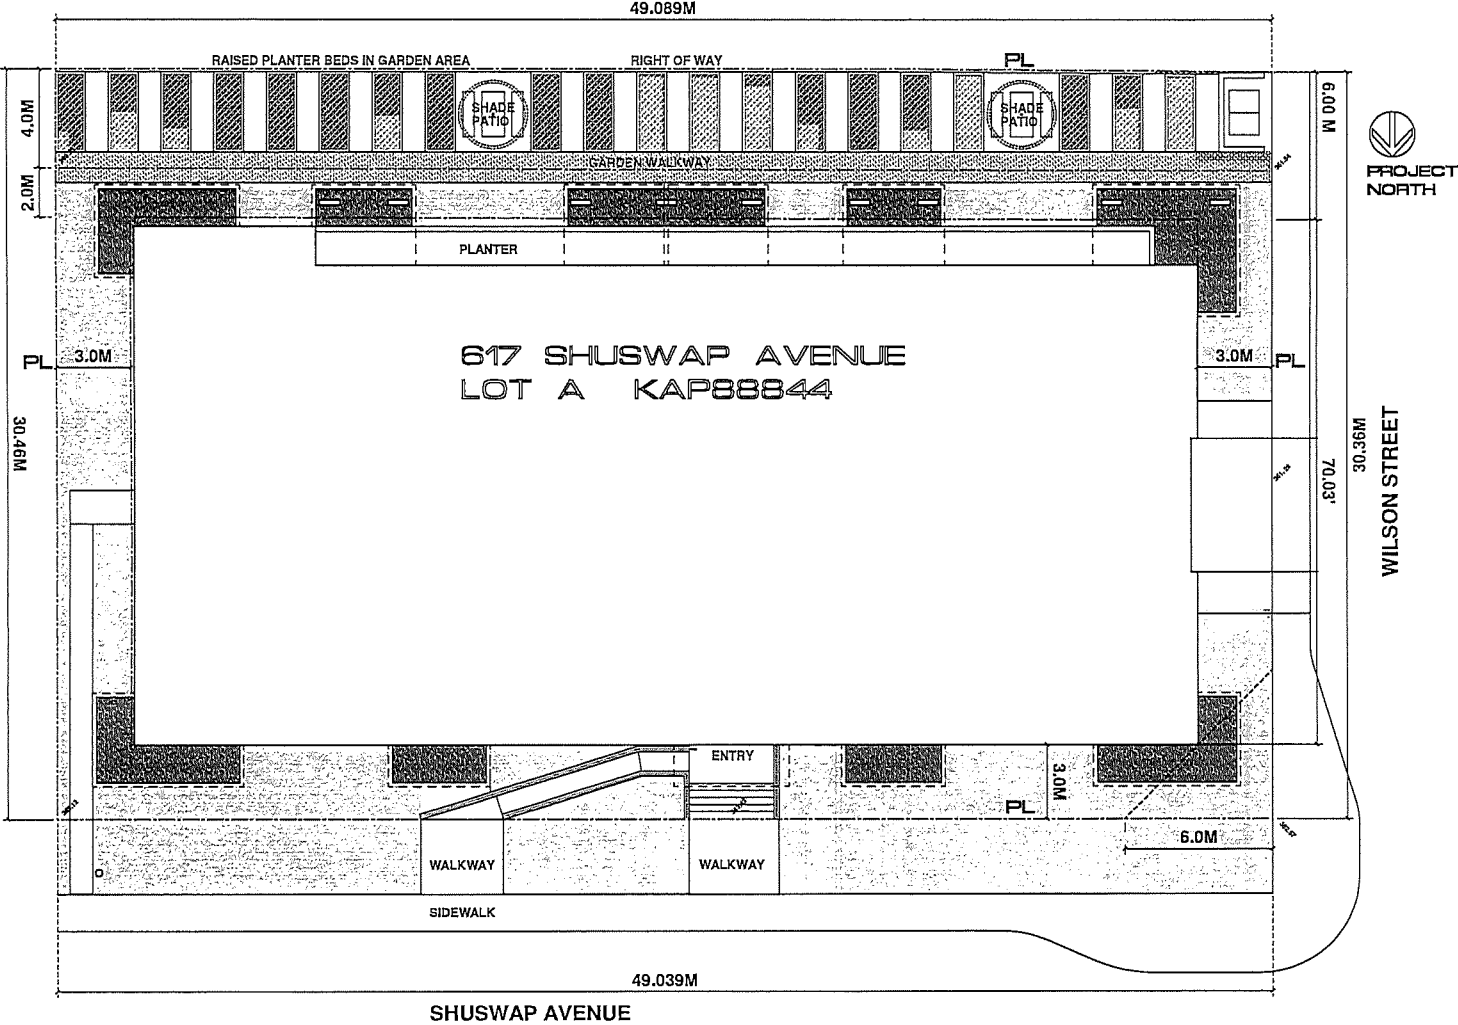 49.089M
RAISED PLANTER BEDS IN GARDEN AREA
RIGHT OF WAY
PL
4.0M
SHADE
PATIO
SHADE
PATIO
6.00 M
PROJECT
NORTH
GARDEN WALKWAY
2.0M
PLANTER
617 SHUSWAP AVENUE
LOT A KAP88844
PL
3.0M
3.0M
PL
30.46M
30.39M
70.03'
WILSON STREET
ENTRY
3.0M
PL
6.0M
WALKWAY
WALKWAY
SIDEWALK
49.039M
SHUSWAP AVENUE